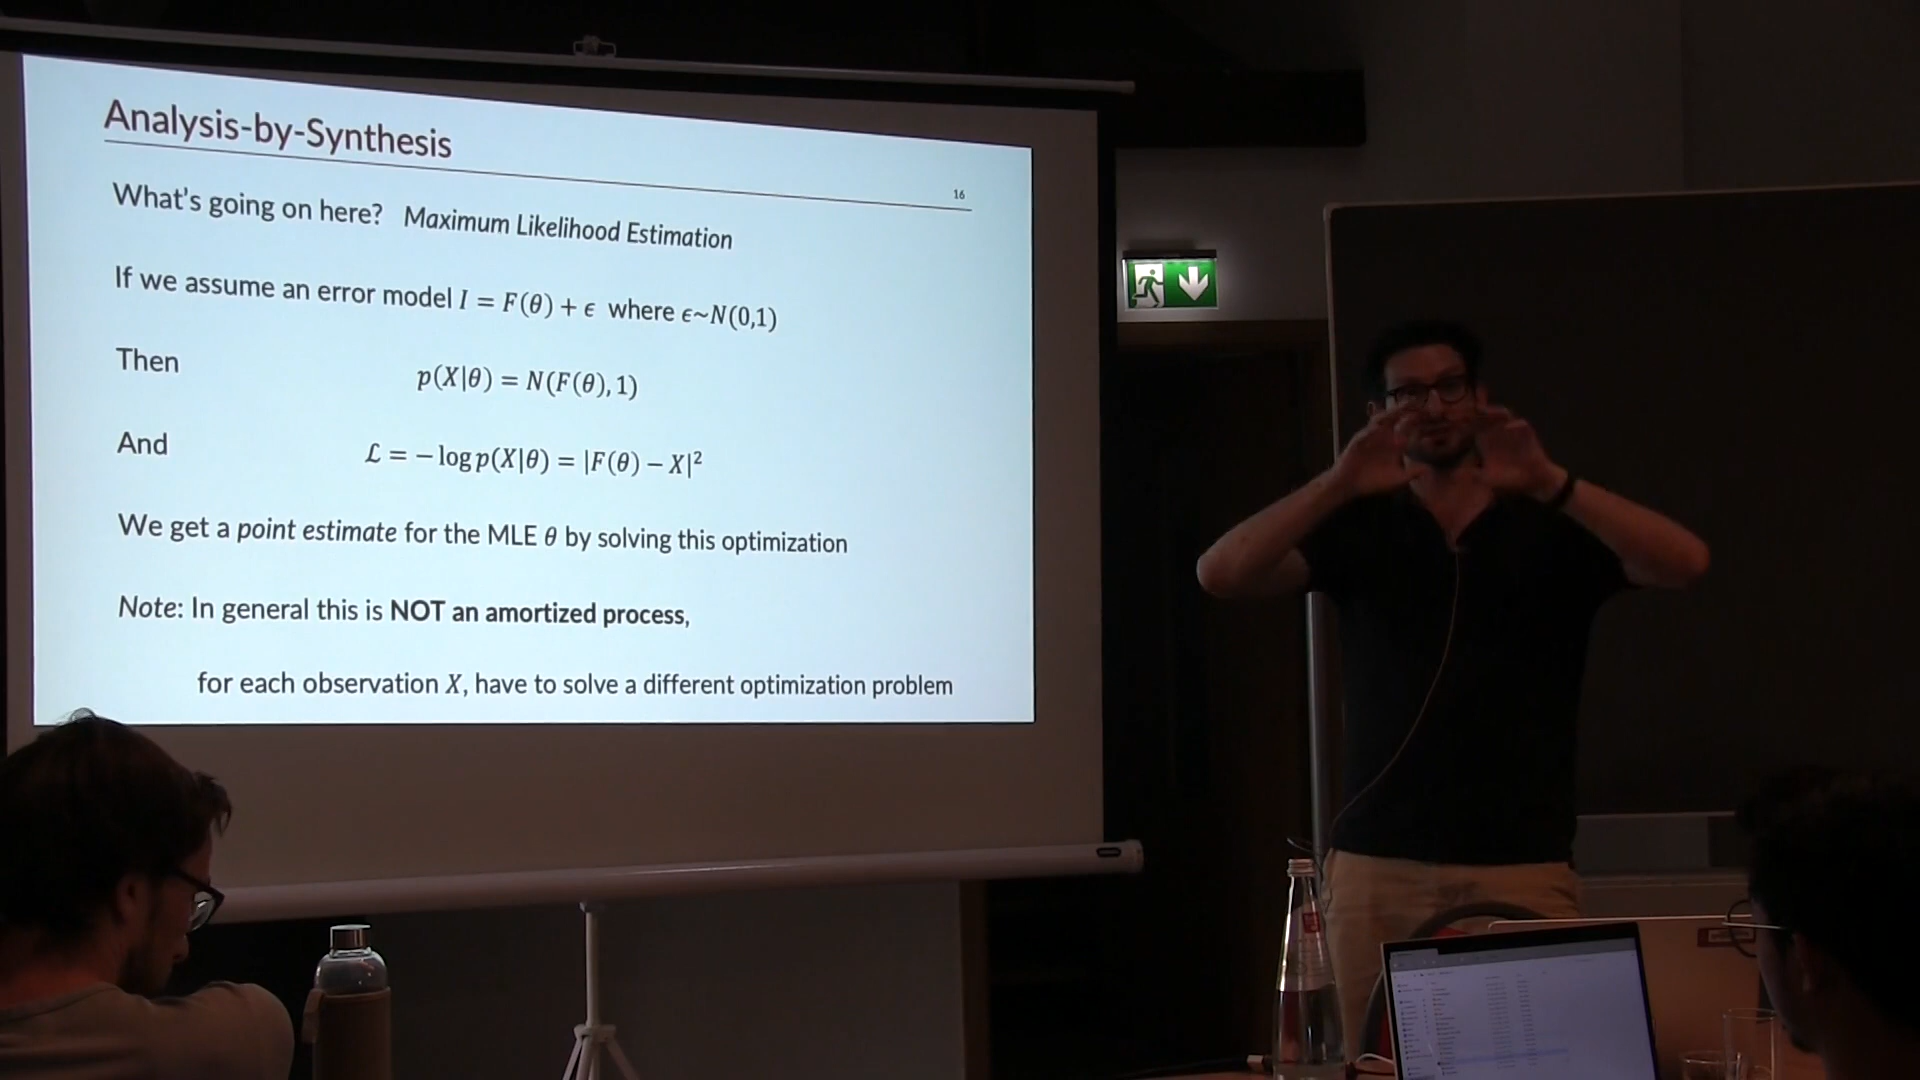 Analysis-by-Synthesis
16
What's going on here? Maximum Likelihood Estimation
If we assume an error model I = F(θ) + ϵ where ϵ~N(0,1)
Then
p(X|θ) = N(F(θ), 1)
And
ℒ = − log p(X|θ) = |F(θ) − X|²
We get a point estimate for the MLE θ by solving this optimization
Note: In general this is NOT an amortized process,
for each observation X, have to solve a different optimization problem